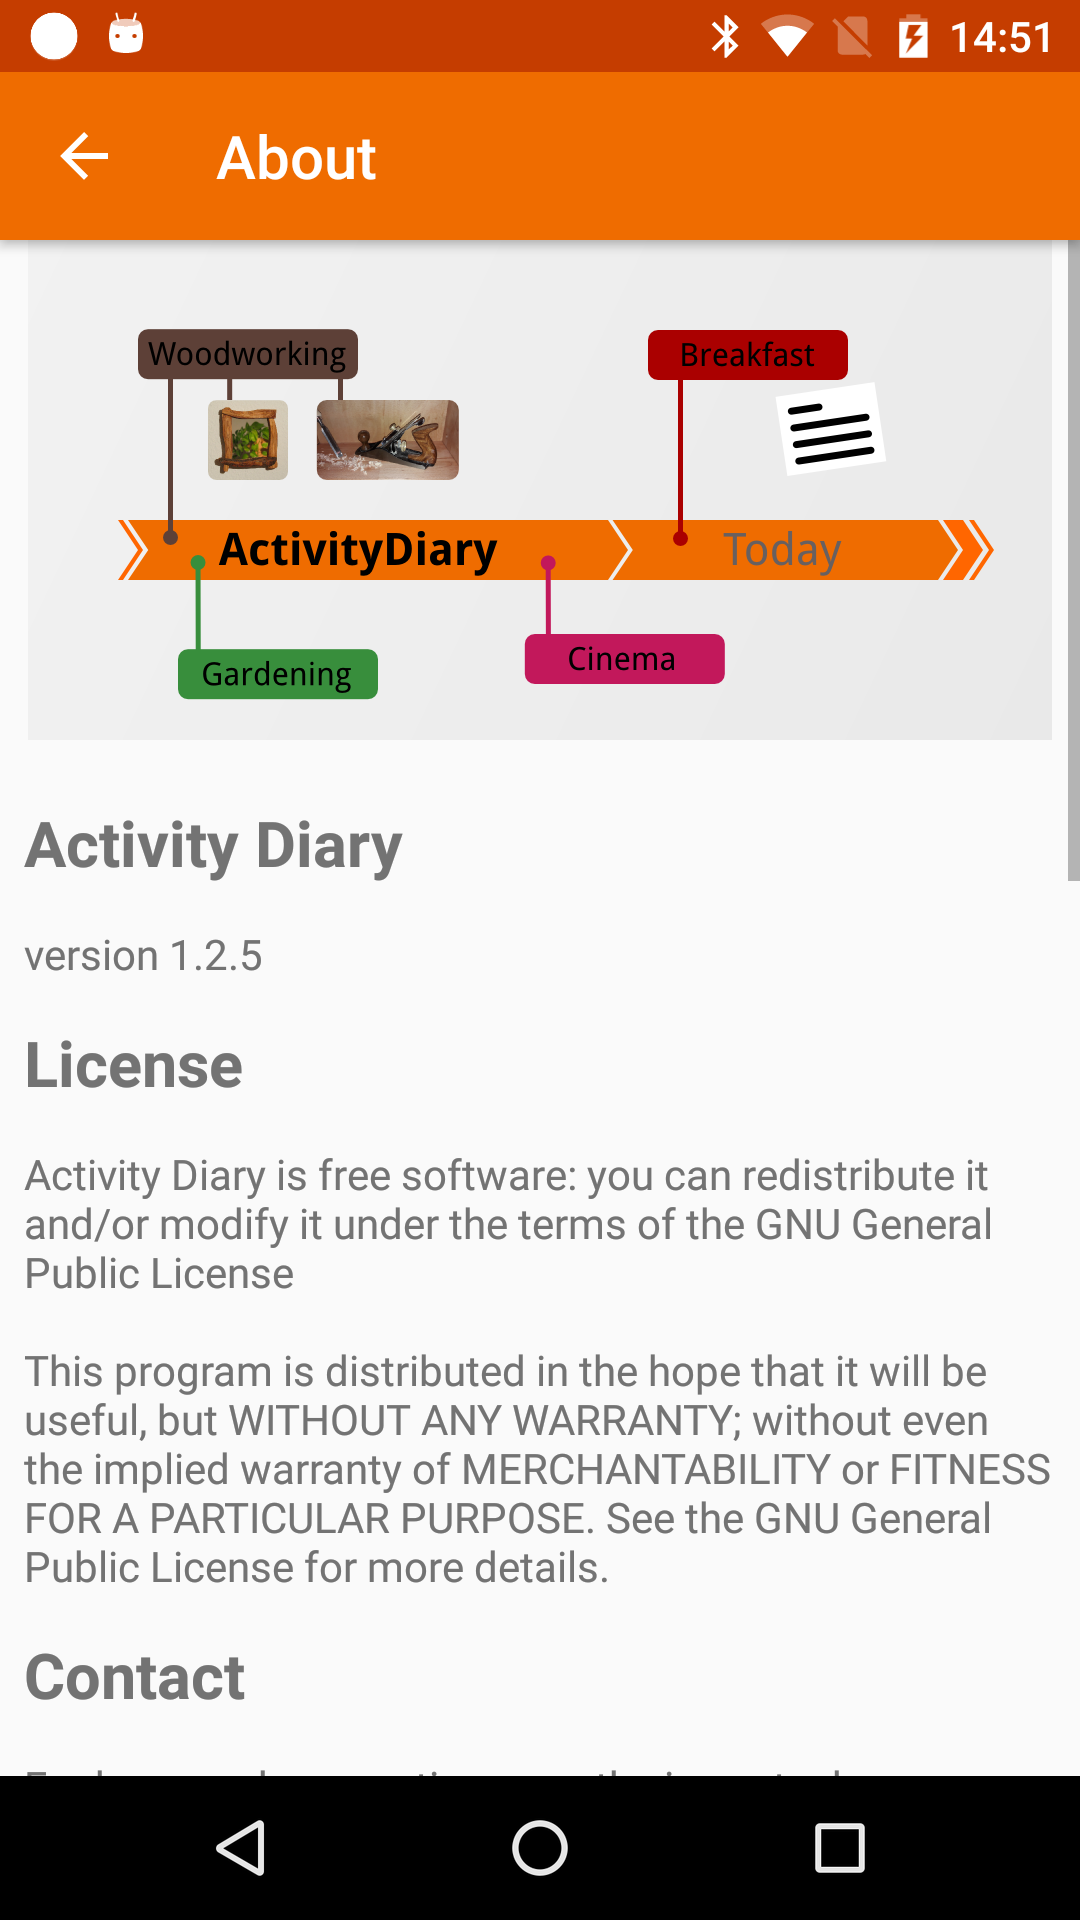 14:51
About
Woodworking
Breakfast
ActivityDiary
Today
Cinema
Gardening
Activity Diary
version 1.2.5
License
Activity Diary is free software: you can redistribute it
and/or modify it under the terms of the GNU General
Public License
This program is distributed in the hope that it will be
useful, but WITHOUT ANY WARRANTY; without even
the implied warranty of MERCHANTABILITY or FITNESS
FOR A PARTICULAR PURPOSE. See the GNU General
Public License for more details.
Contact